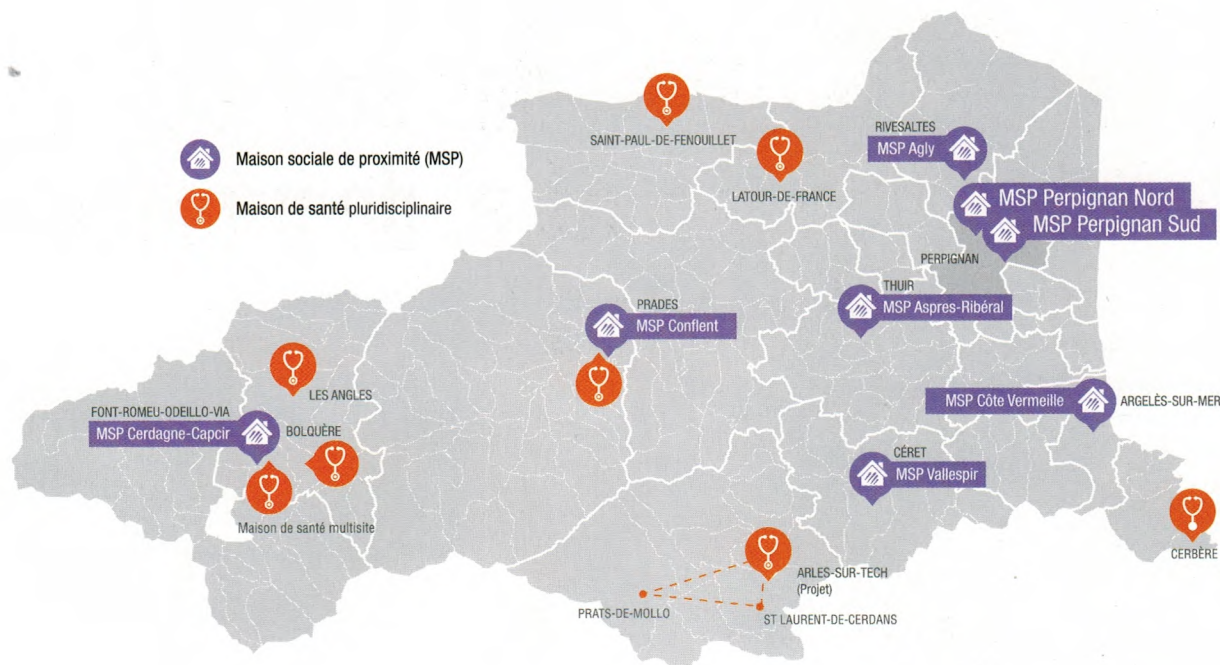 Maison sociale de proximité (MSP)
Maison de santé pluridisciplinaire
SAINT-PAUL-DE-FENOUILLET
LATOUR-DE-FRANCE
RIVESALTES
MSP Agly
MSP Perpignan Nord
MSP Perpignan Sud
PERPIGNAN
THUIR
MSP Aspres-Ribéral
PRADES
MSP Conflent
LES ANGLES
FONT-ROMEU-ODEILLO-VIA
MSP Cerdagne-Capcir
BOLQUÈRE
Maison de santé multisite
MSP Côte Vermeille
ARGELÈS-SUR-MER
CÉRET
MSP Vallespir
CERBÈRE
ARLES-SUR-TECH
(Projet)
PRATS-DE-MOLLO
ST LAURENT-DE-CERDANS